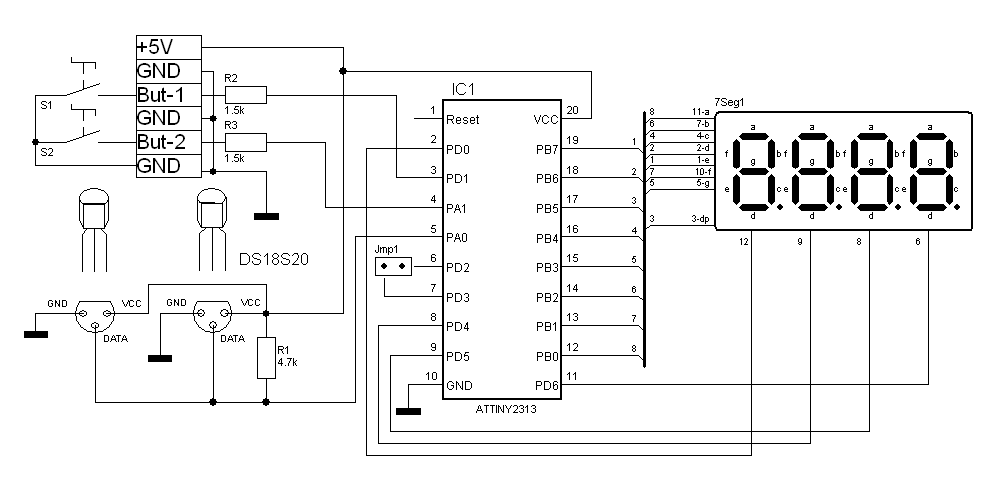 +5V
GND
But-1
GND
But-2
GND
S1
S2
R2
1.5k
R3
1.5k
DS18S20
GND
VCC
DATA
GND
VCC
DATA
R1
4.7k
Jmp1
IC1
1 Reset
2 PD0
3 PD1
4 PA1
5 PA0
6 PD2
7 PD3
8 PD4
9 PD5
10 GND
VCC 20
PB7 19
PB6 18
PB5 17
PB4 16
PB3 15
PB2 14
PB1 13
PB0 12
PD6 11
ATTINY2313
1
2
3
4
5
6
7
8
7Seg1
8 11-a
6 7-b
4 4-c
2 2-d
1 1-e
7 10-f
5 5-g
3 3-dp
a a a a
f b f b f b f b
g g g g
e c e c e c e c
d d d d
12 9 8 6